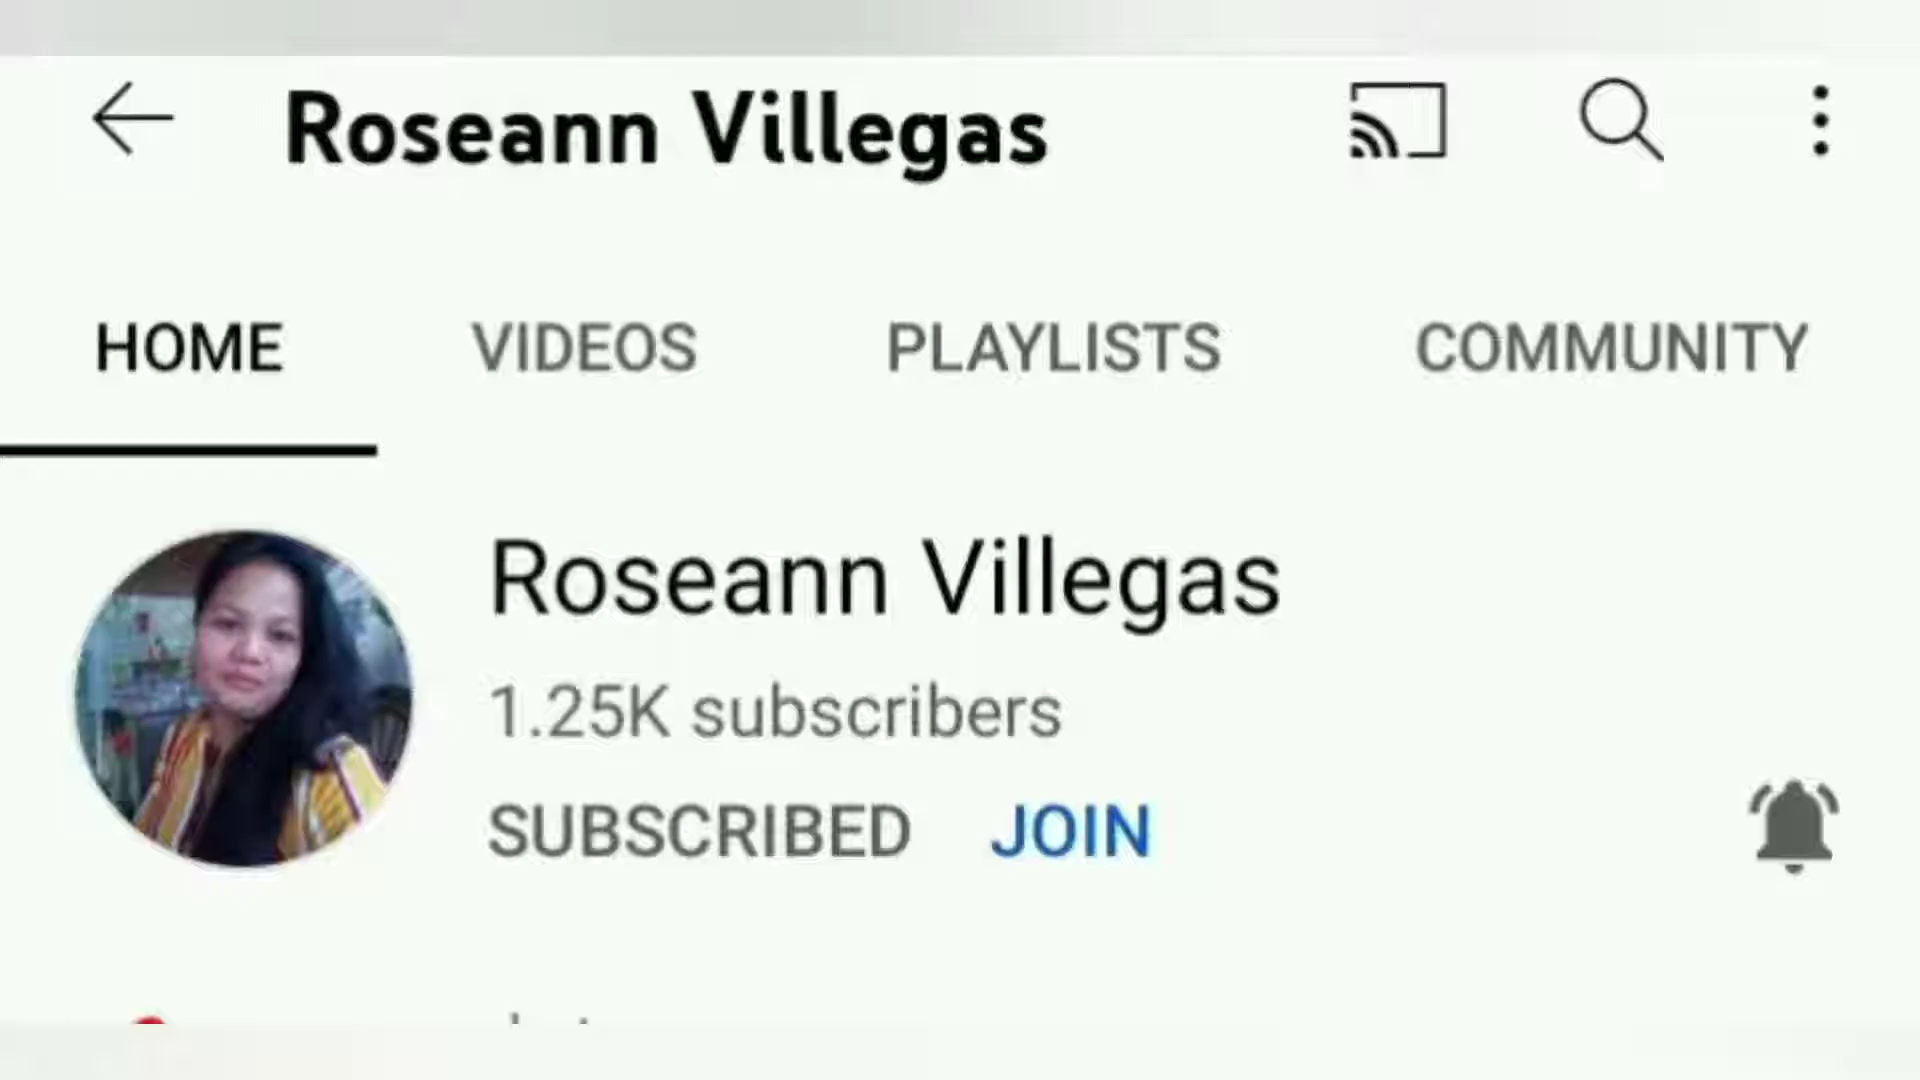 Roseann Villegas
HOME VIDEOS PLAYLISTS COMMUNITY
Roseann Villegas
1.25K subscribers
SUBSCRIBED JOIN